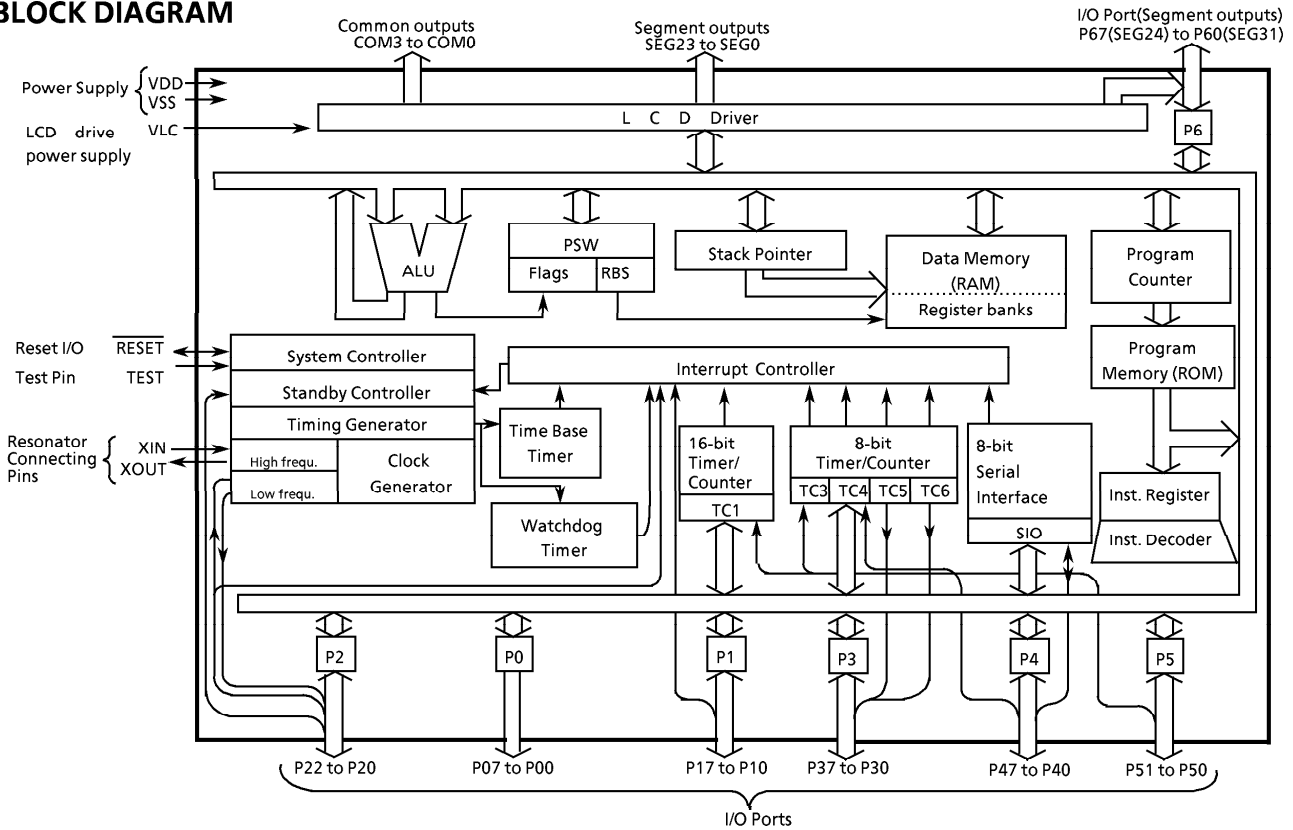 BLOCK DIAGRAM
Common outputs
COM3 to COM0
Segment outputs
SEG23 to SEG0
I/O Port(Segment outputs)
P67(SEG24) to P60(SEG31)
Power Supply
VDD
VSS
LCD drive
power supply
VLC
L C D Driver
P6
ALU
PSW
Flags
RBS
Stack Pointer
Data Memory
(RAM)
Register banks
Program
Counter
Program
Memory (ROM)
Reset I/O
RESET
Test Pin
TEST
Resonator
Connecting
Pins
XIN
XOUT
System Controller
Standby Controller
Timing Generator
High frequ.
Low frequ.
Clock
Generator
Interrupt Controller
Time Base
Timer
Watchdog
Timer
16-bit
Timer/
Counter
TC1
8-bit
Timer/Counter
TC3
TC4
TC5
TC6
8-bit
Serial
Interface
SIO
Inst. Register
Inst. Decoder
P2
P0
P1
P3
P4
P5
P22 to P20
P07 to P00
P17 to P10
P37 to P30
P47 to P40
P51 to P50
I/O Ports